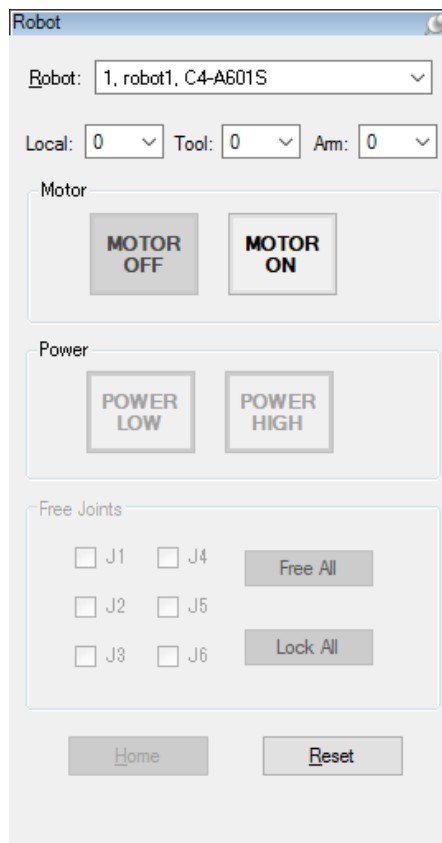 Robot
Robot: 1, robot1, C4-A601S
Local: 0 Tool: 0 Arm: 0
Motor
MOTOR OFF
MOTOR ON
Power
POWER LOW
POWER HIGH
Free Joints
J1 J4 Free All
J2 J5
J3 J6 Lock All
Home Reset